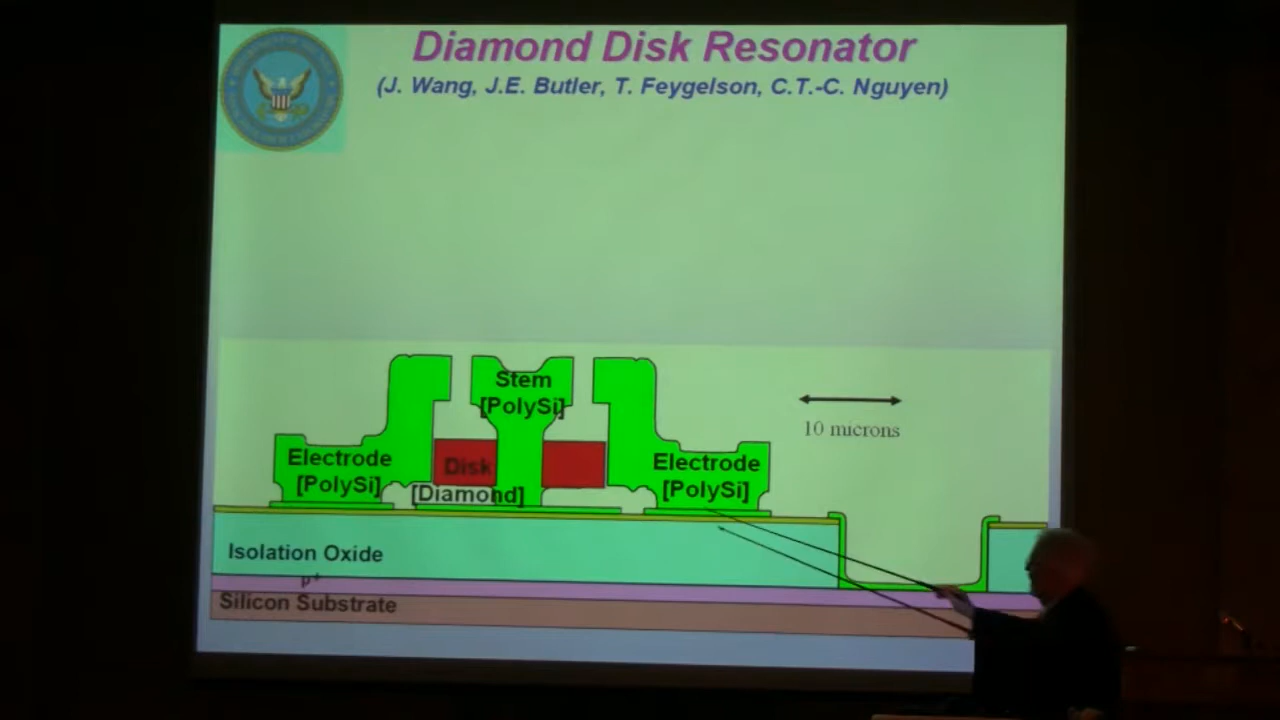 Diamond Disk Resonator
(J. Wang, J.E. Butler, T. Feygelson, C.T.-C. Nguyen)
Stem
[PolySi]
10 microns
Electrode
[PolySi]
Disk
[Diamond]
Electrode
[PolySi]
Isolation Oxide
p+
Silicon Substrate